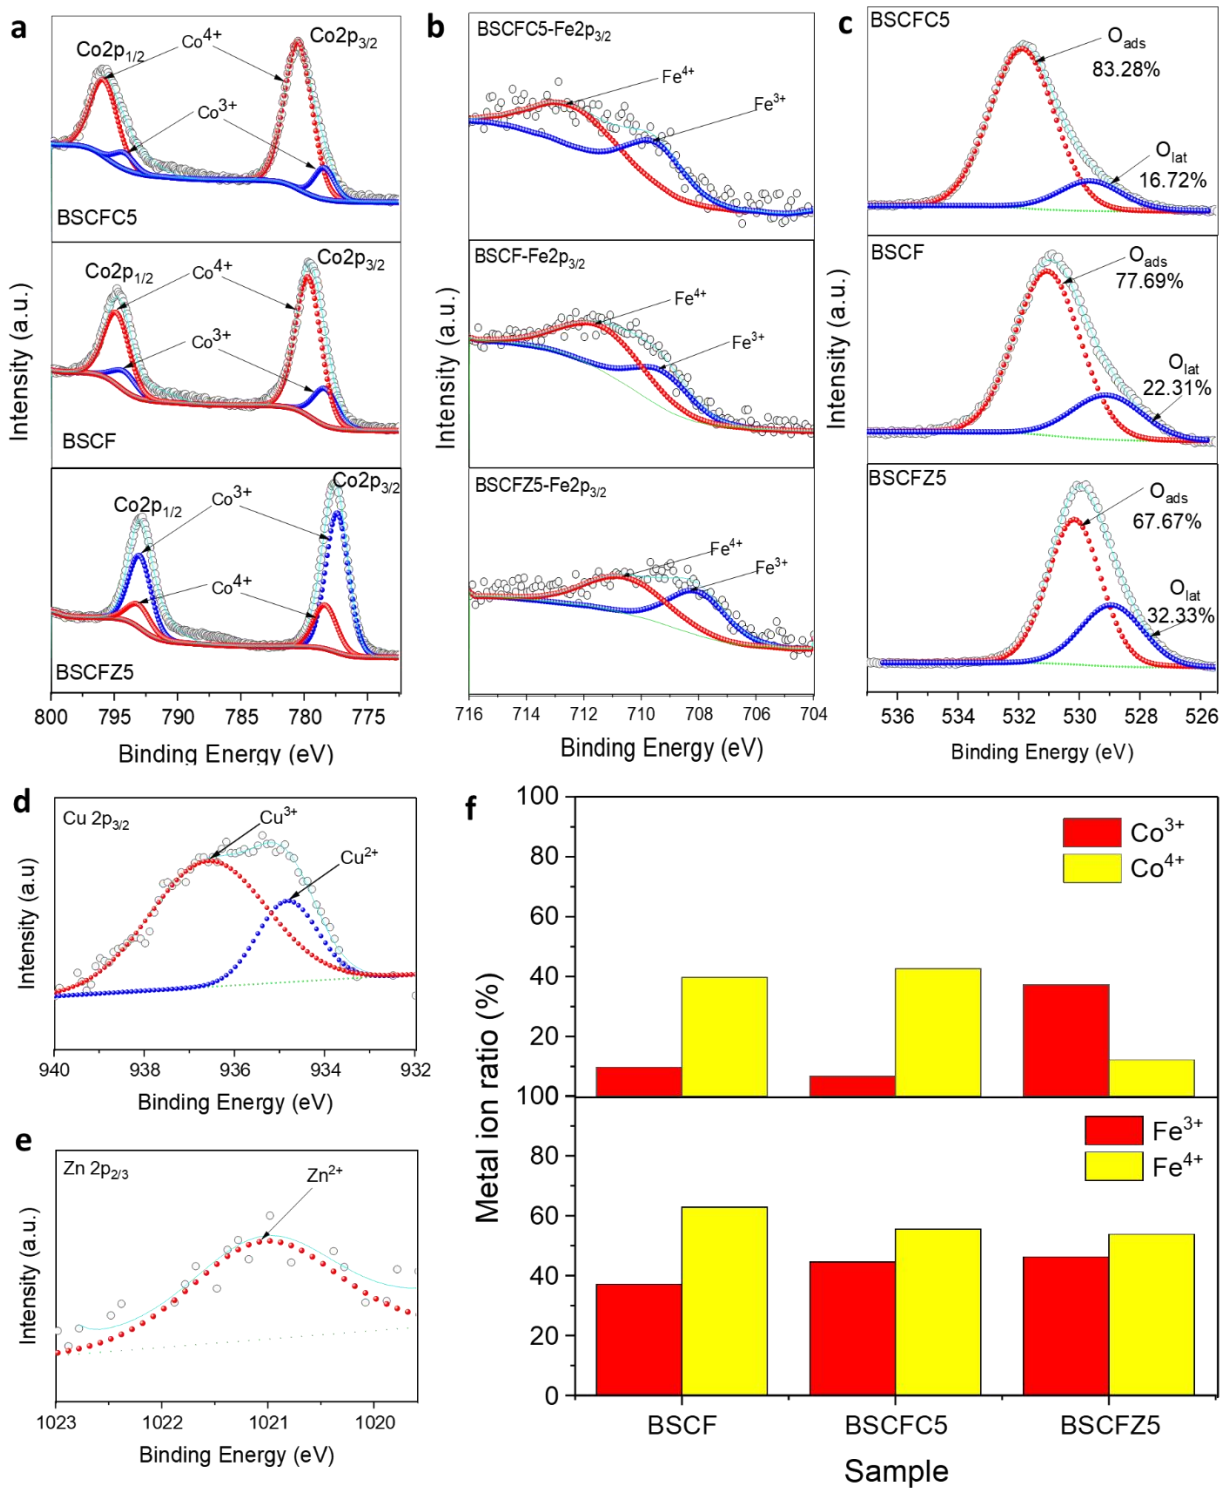 a
Co2p1/2
Co4+
Co2p3/2
Co3+
BSCFC5
Co2p1/2
Co4+
Co2p3/2
Co3+
BSCF
Co2p1/2
Co3+
Co2p3/2
Co4+
BSCFZ5
Intensity (a.u.)
800 795 790 785 780 775
Binding Energy (eV)
b
BSCFC5-Fe2p3/2
Fe4+
Fe3+
BSCF-Fe2p3/2
Fe4+
Fe3+
BSCFZ5-Fe2p3/2
Fe4+
Fe3+
Intensity (a.u.)
716 714 712 710 708 706 704
Binding Energy (eV)
c
BSCFC5
Oads
83.28%
Olat
16.72%
BSCF
Oads
77.69%
Olat
22.31%
BSCFZ5
Oads
67.67%
Olat
32.33%
Intensity (a.u.)
536 534 532 530 528 526
Binding Energy (eV)
d
Cu 2p3/2
Cu3+
Cu2+
Intensity (a.u)
940 938 936 934 932
Binding Energy (eV)
e
Zn 2p2/3
Zn2+
Intensity (a.u.)
1023 1022 1021 1020
Binding Energy (eV)
f
100
80
60
40
20
100
80
60
40
20
0
Co3+
Co4+
Fe3+
Fe4+
Metal ion ratio (%)
BSCF BSCFC5 BSCFZ5
Sample